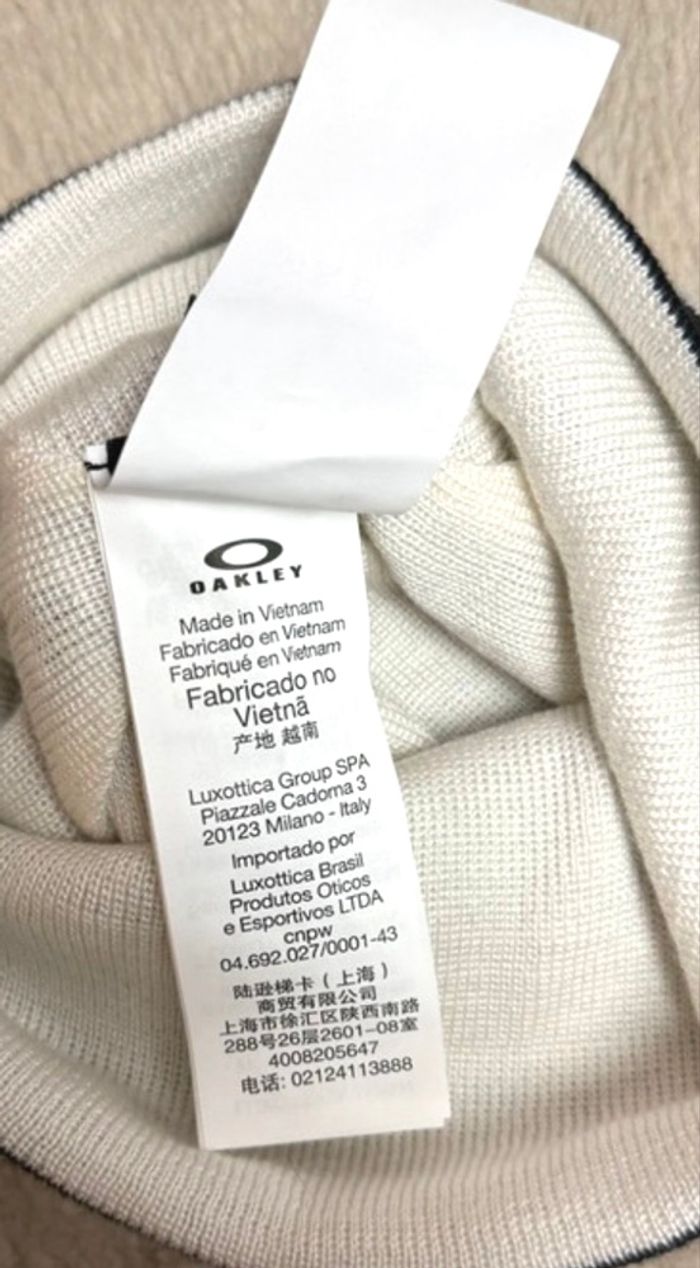 OAKLEY
Made in Vietnam
Fabricado en Vietnam
Fabriqué en Vietnam
Fabricado no
Vietnã
产地 越南
Luxottica Group SPA
Piazzale Cadorna 3
20123 Milano - Italy
Importado por
Luxottica Brasil
Produtos Oticos
e Esportivos LTDA
cnpw
04.692.027/0001-43
陆逊梯卡（上海）
商贸有限公司
上海市徐汇区陕西南路
288号26层2601-08室
4008205647
电话: 02124113888